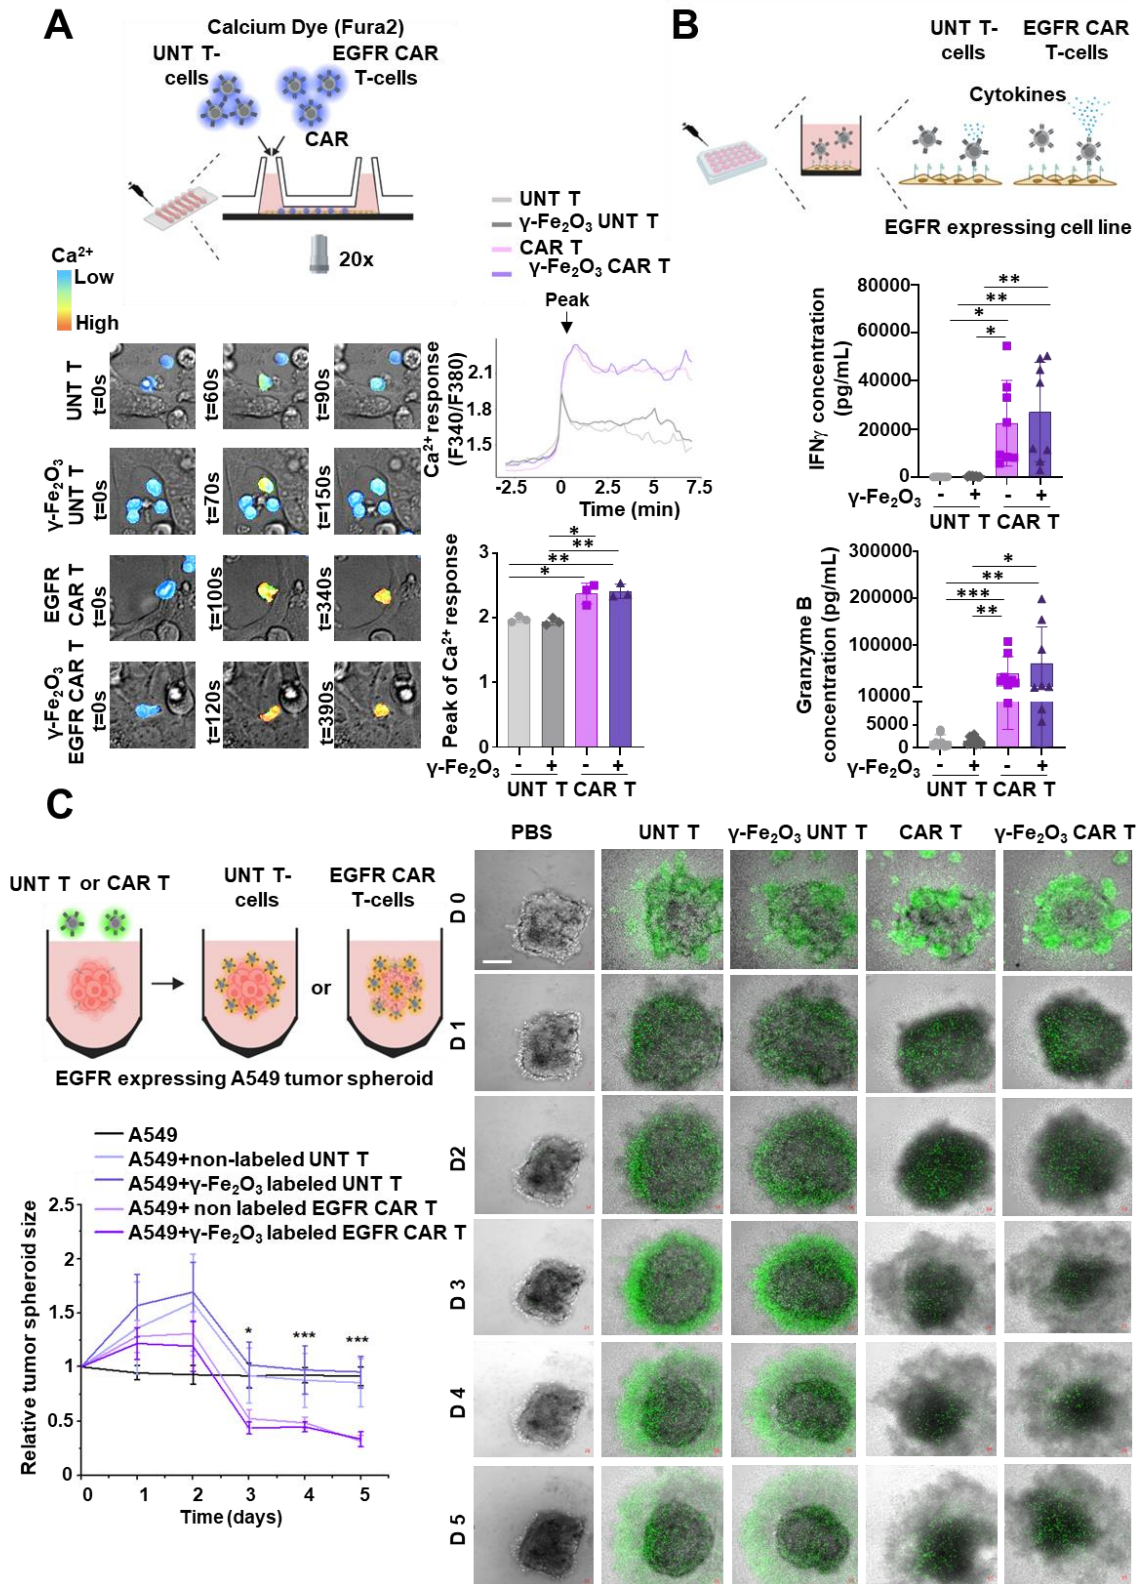 A
Calcium Dye (Fura2)
UNT T-
cells
EGFR CAR
T-cells
CAR
20x
Ca²⁺
Low
High
UNT T
t=0s
t=60s
t=90s
γ-Fe₂O₃
UNT T
t=0s
t=70s
t=150s
EGFR
CAR T
t=0s
t=100s
t=340s
γ-Fe₂O₃
EGFR CAR T
t=0s
t=120s
t=390s
UNT T
γ-Fe₂O₃ UNT T
CAR T
γ-Fe₂O₃ CAR T
Peak
Ca²⁺ response
(F340/F380)
2.1
1.8
1.5
-2.5 0 2.5 5 7.5
Time (min)
Peak of Ca²⁺ response
3
2
1
0
*
**
**
*
γ-Fe₂O₃ - + - +
UNT T CAR T
B
UNT T-
cells
EGFR CAR
T-cells
Cytokines
EGFR expressing cell line
IFNγ concentration
(pg/mL)
80000
60000
40000
20000
0
**
**
*
*
γ-Fe₂O₃ - + - +
UNT T CAR T
Granzyme B
concentration (pg/mL)
300000
200000
100000
10000
5000
0
*
**
***
**
γ-Fe₂O₃ - + - +
UNT T CAR T
C
UNT T or CAR T
UNT T-
cells
EGFR CAR
T-cells
or
EGFR expressing A549 tumor spheroid
A549
A549+non-labeled UNT T
A549+γ-Fe₂O₃ labeled UNT T
A549+ non labeled EGFR CAR T
A549+γ-Fe₂O₃ labeled EGFR CAR T
Relative tumor spheroid size
2.5
2
1.5
1
0.5
0
* *** ***
0 1 2 3 4 5
Time (days)
PBS UNT T γ-Fe₂O₃ UNT T CAR T γ-Fe₂O₃ CAR T
D 0
D 1
D2
D 3
D 4
D 5